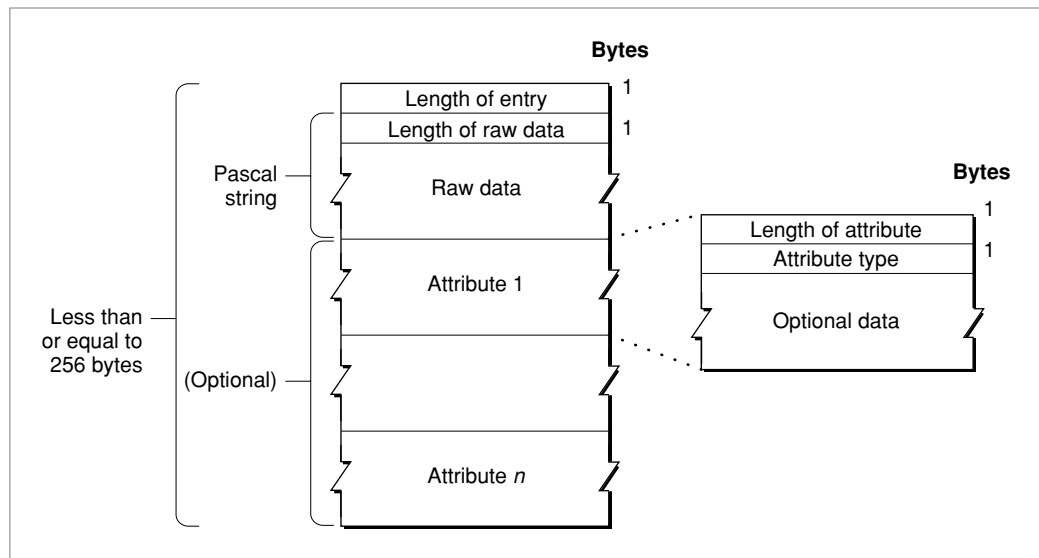 Bytes
Length of entry
1
Length of raw data
1
Pascal
string
Raw data
Attribute 1
Less than
or equal to
256 bytes
(Optional)
Attribute n
Bytes
1
Length of attribute
1
Attribute type
Optional data